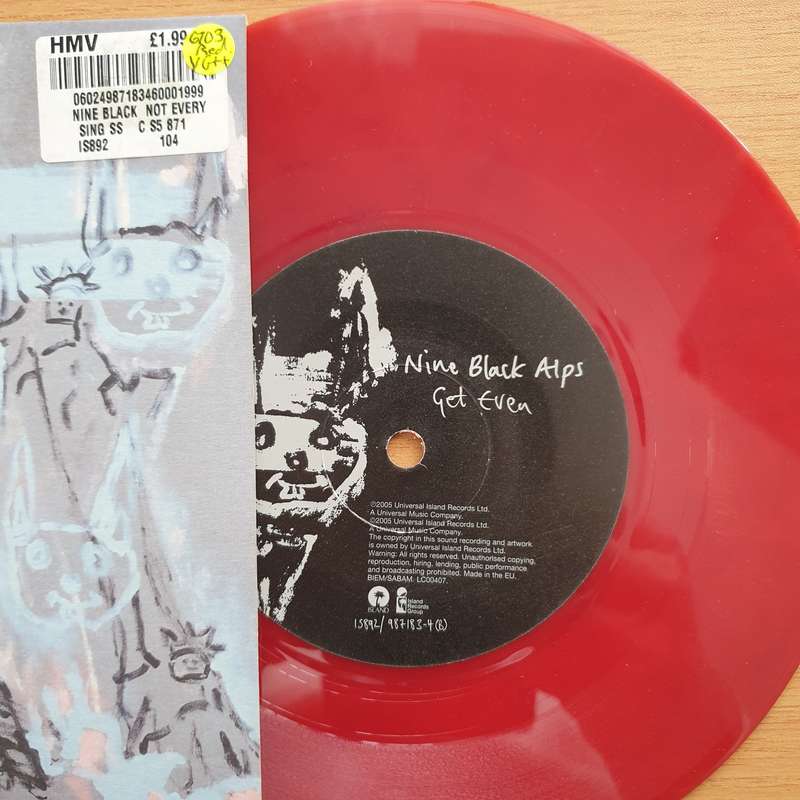 HMV £1.99
6703
Red
VG++
06024987183460001999
NINE BLACK NOT EVERY
SING SS C S5 871
IS892 104
Nine Black Alps
Get Even
℗2005 Universal Island Records Ltd.
A Universal Music Company.
©2005 Universal Island Records Ltd.
A Universal Music Company.
The copyright in this sound recording and artwork
is owned by Universal Island Records Ltd.
Warning: All rights reserved. Unauthorised copying,
reproduction, hiring, lending, public performance
and broadcasting prohibited. Made in the EU.
BIEM/SABAM. LC00407.
ISLAND
Island
Records
Group
IS892/987183-4(B)